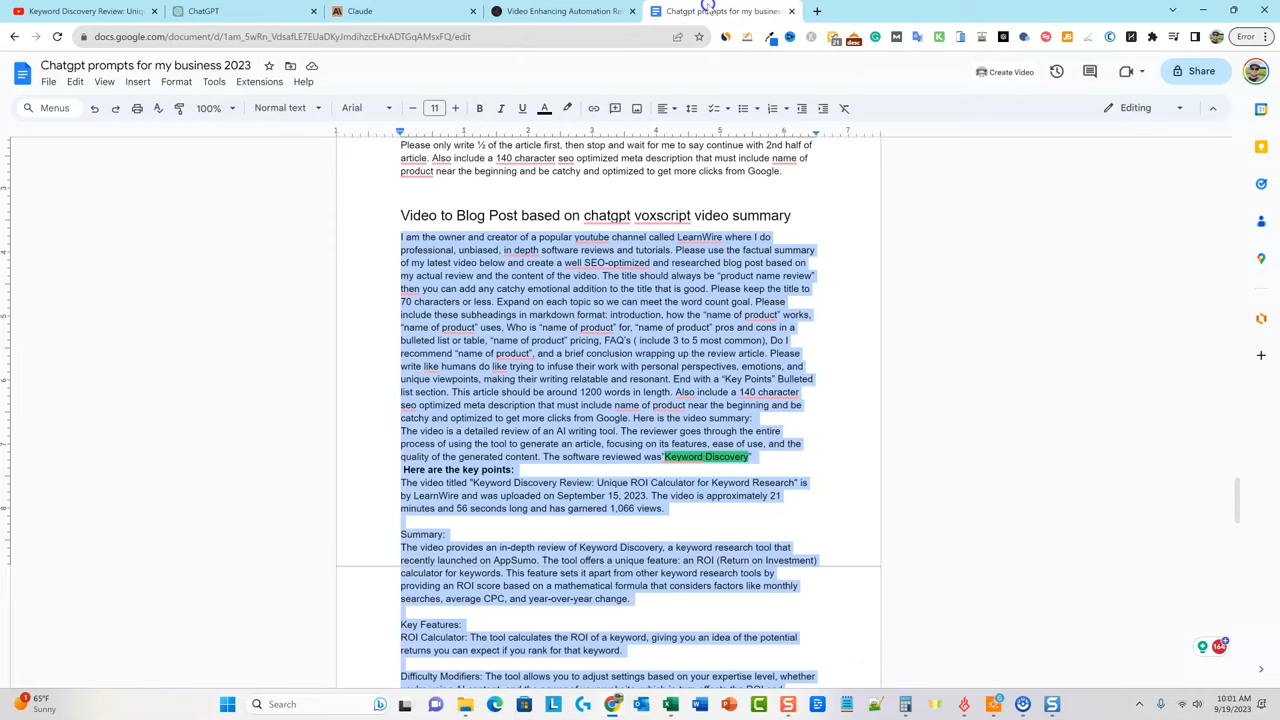 Keyword Discovery Review: Uniq
ChatGPT
Claude
Video Enhancing Automation Re
Chatgpt prompts for my busines
docs.google.com/document/d/1am_5wRn_VdsafLE7EUaDKyJmdihzcEHxADTGqAMsxFQ/edit
Error
Chatgpt prompts for my business 2023
File Edit View Insert Format Tools Extensions Help
Create Video
Share
Menus
100%
Normal text
Arial
11
Editing
1 1 2 3 4 5 6 7
Please only write ½ of the article first, then stop and wait for me to say continue with 2nd half of
article. Also include a 140 character seo optimized meta description that must include name of
product near the beginning and be catchy and optimized to get more clicks from Google.
Video to Blog Post based on chatgpt voxscript video summary
I am the owner and creator of a popular youtube channel called LearnWire where I do
professional, unbiased, in depth software reviews and tutorials. Please use the factual summary
of my latest video below and create a well SEO-optimized and researched blog post based on
my actual review and the content of the video. The title should always be “product name review”
then you can add any catchy emotional addition to the title that is good. Please keep the title to
70 characters or less. Expand on each topic so we can meet the word count goal. Please
include these subheadings in markdown format: introduction, how the “name of product” works,
“name of product” uses, Who is “name of product” for, “name of product” pros and cons in a
bulleted list or table, “name of product” pricing, FAQ’s ( include 3 to 5 most common), Do I
recommend “name of product”, and a brief conclusion wrapping up the review article. Please
write like humans do like trying to infuse their work with personal perspectives, emotions, and
unique viewpoints, making their writing relatable and resonant. End with a “Key Points” Bulleted
list section. This article should be around 1200 words in length. Also include a 140 character
seo optimized meta description that must include name of product near the beginning and be
catchy and optimized to get more clicks from Google. Here is the video summary:
The video is a detailed review of an AI writing tool. The reviewer goes through the entire
process of using the tool to generate an article, focusing on its features, ease of use, and the
quality of the generated content. The software reviewed was"Keyword Discovery”
Here are the key points:
The video titled "Keyword Discovery Review: Unique ROI Calculator for Keyword Research" is
by LearnWire and was uploaded on September 15, 2023. The video is approximately 21
minutes and 56 seconds long and has garnered 1,066 views.
Summary:
The video provides an in-depth review of Keyword Discovery, a keyword research tool that
recently launched on AppSumo. The tool offers a unique feature: an ROI (Return on Investment)
calculator for keywords. This feature sets it apart from other keyword research tools by
providing an ROI score based on a mathematical formula that considers factors like monthly
searches, average CPC, and year-over-year change.
Key Features:
ROI Calculator: The tool calculates the ROI of a keyword, giving you an idea of the potential
returns you can expect if you rank for that keyword.
Difficulty Modifiers: The tool allows you to adjust settings based on your expertise level, whether
164
65°F
Sunny
Search
10:01 AM
9/19/2023